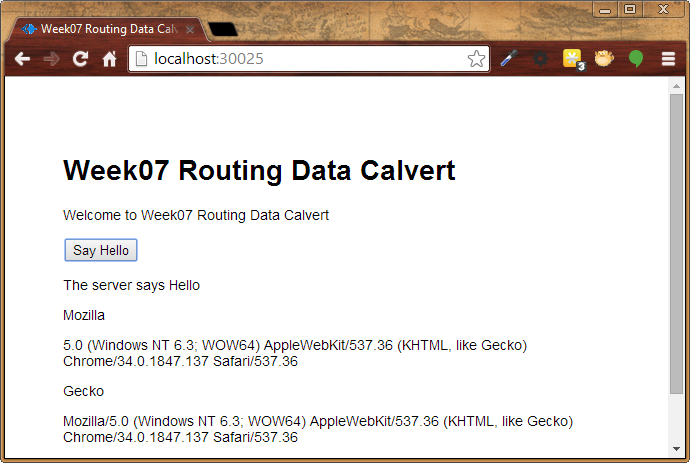 Week07 Routing Data Calv
localhost:30025
3
Week07 Routing Data Calvert
Welcome to Week07 Routing Data Calvert
Say Hello
The server says Hello
Mozilla
5.0 (Windows NT 6.3; WOW64) AppleWebKit/537.36 (KHTML, like Gecko)
Chrome/34.0.1847.137 Safari/537.36
Gecko
Mozilla/5.0 (Windows NT 6.3; WOW64) AppleWebKit/537.36 (KHTML, like Gecko)
Chrome/34.0.1847.137 Safari/537.36